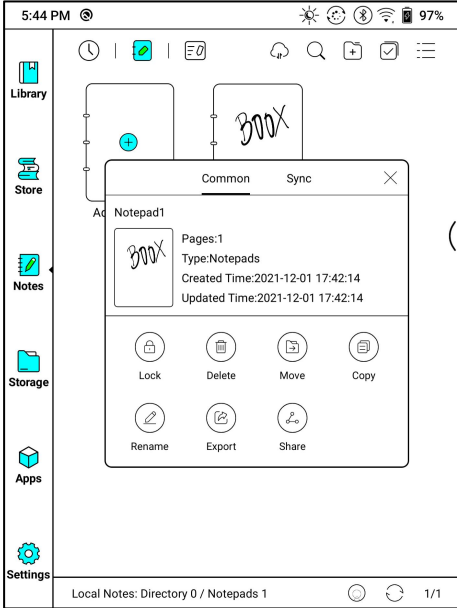 5:44 PM 97%
Library
Store
Notes
Storage
Apps
Settings
BOOX
Ad
Common Sync
Notepad1
BOOX
Pages:1
Type:Notepads
Created Time:2021-12-01 17:42:14
Updated Time:2021-12-01 17:42:14
Lock Delete Move Copy
Rename Export Share
Local Notes: Directory 0 / Notepads 1 1/1